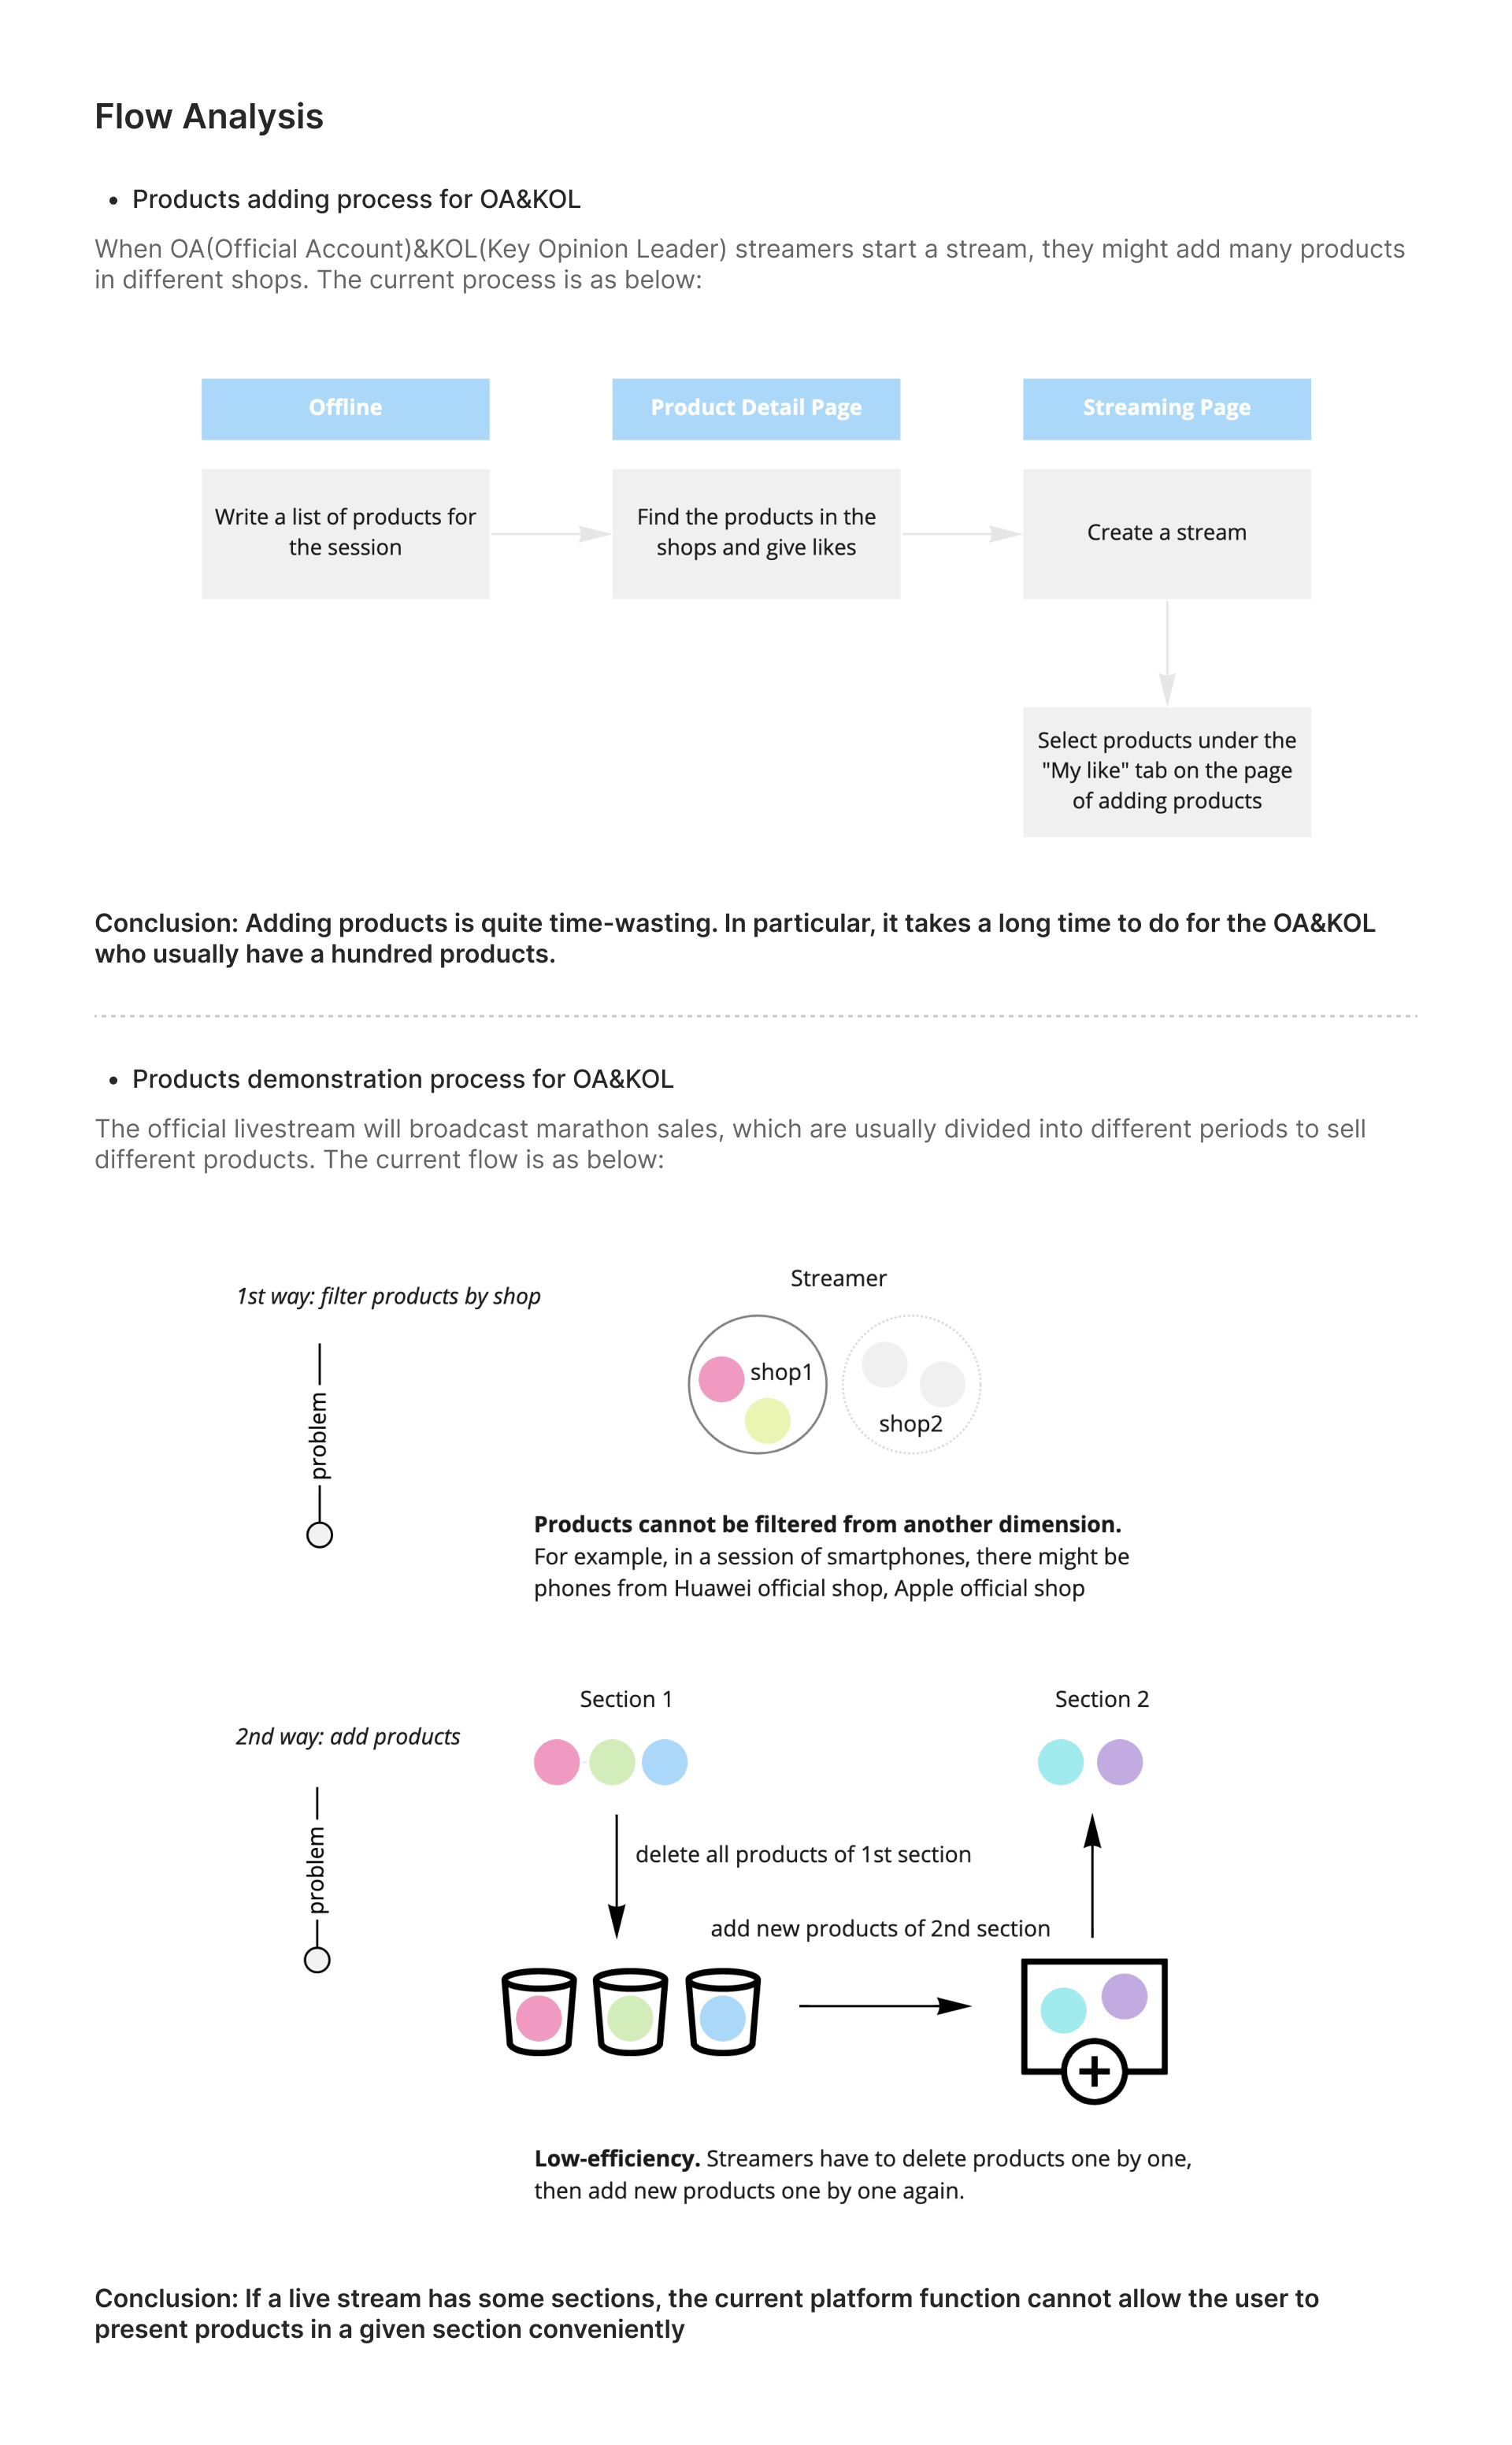 Flow Analysis
• Products adding process for OA&KOL
When OA(Official Account)&KOL(Key Opinion Leader) streamers start a stream, they might add many products
in different shops. The current process is as below:
Offline
Product Detail Page
Streaming Page
Write a list of products for
the session
Find the products in the
shops and give likes
Create a stream
Select products under the
"My like" tab on the page
of adding products
Conclusion: Adding products is quite time-wasting. In particular, it takes a long time to do for the OA&KOL
who usually have a hundred products.
• Products demonstration process for OA&KOL
The official livestream will broadcast marathon sales, which are usually divided into different periods to sell
different products. The current flow is as below:
1st way: filter products by shop
problem
Streamer
shop1
shop2
Products cannot be filtered from another dimension.
For example, in a session of smartphones, there might be
phones from Huawei official shop, Apple official shop
2nd way: add products
problem
Section 1
Section 2
delete all products of 1st section
add new products of 2nd section
Low-efficiency. Streamers have to delete products one by one,
then add new products one by one again.
Conclusion: If a live stream has some sections, the current platform function cannot allow the user to
present products in a given section conveniently